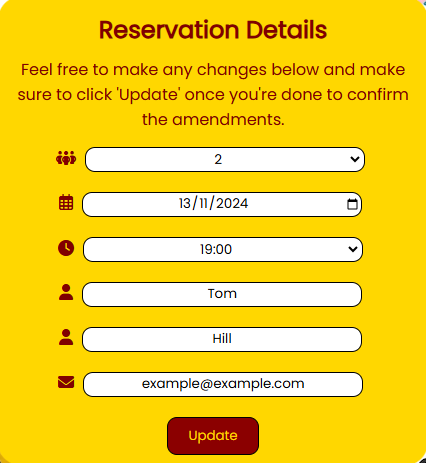 Reservation Details
Feel free to make any changes below and make
sure to click 'Update' once you're done to confirm
the amendments.
2
13/11/2024
19:00
Tom
Hill
example@example.com
Update